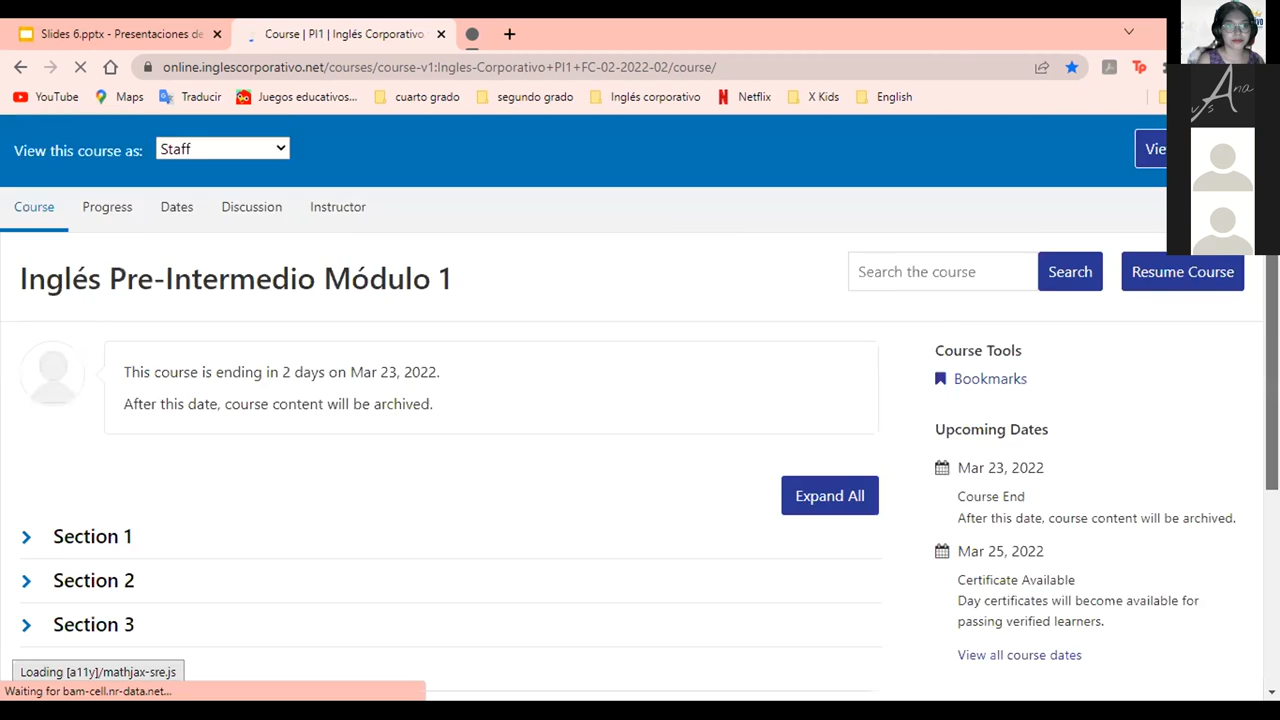 Slides 6.pptx - Presentaciones de
Course | PI1 | Inglés Corporativo
online.inglescorporativo.net/courses/course-v1:Ingles-Corporativo+PI1+FC-02-2022-02/course/
YouTube
Maps
Traducir
Juegos educativos...
cuarto grado
segundo grado
Inglés corporativo
Netflix
X Kids
English
View this course as:
Staff
Vie
Ana
Course
Progress
Dates
Discussion
Instructor
Inglés Pre-Intermedio Módulo 1
Search the course
Search
Resume Course
This course is ending in 2 days on Mar 23, 2022.
After this date, course content will be archived.
Course Tools
Bookmarks
Upcoming Dates
Mar 23, 2022
Course End
After this date, course content will be archived.
Mar 25, 2022
Certificate Available
Day certificates will become available for
passing verified learners.
View all course dates
Expand All
Section 1
Section 2
Section 3
Loading [a11y]/mathjax-sre.js
Waiting for bam-cell.nr-data.net...